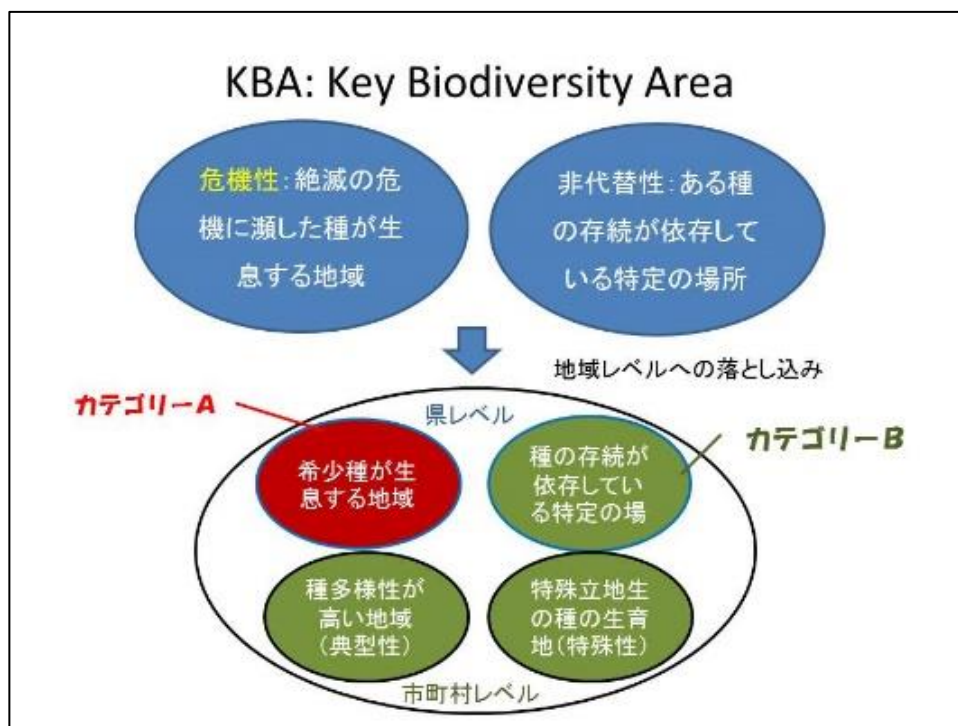 KBA: Key Biodiversity Area
危機性:絶滅の危
機に瀕した種が生
息する地域
非代替性:ある種
の存続が依存して
いる特定の場所
地域レベルへの落とし込み
カテゴリーA
県レベル
カテゴリーB
希少種が生
息する地域
種の存続が
依存してい
る特定の場
種多様性が
高い地域
(典型性)
特殊立地生
の種の生育
地(特殊性)
市町村レベル